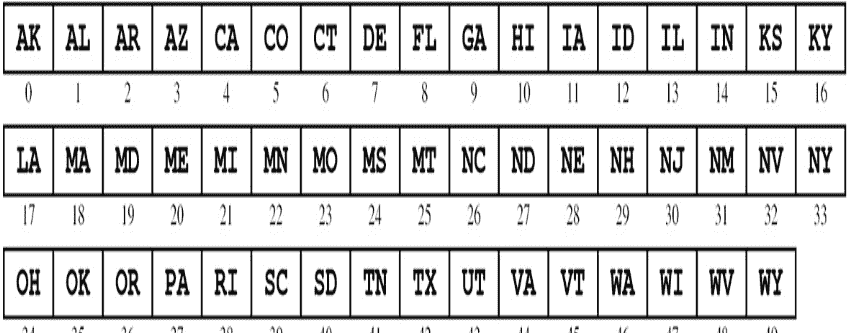 AK AL AR AZ CA CO CT DE FL GA HI IA ID IL IN KS KY
0 1 2 3 4 5 6 7 8 9 10 11 12 13 14 15 16
LA MA MD ME MI MN MO MS MT NC ND NE NH NJ NM NV NY
17 18 19 20 21 22 23 24 25 26 27 28 29 30 31 32 33
OH OK OR PA RI SC SD TN TX UT VA VT WA WI WV WY